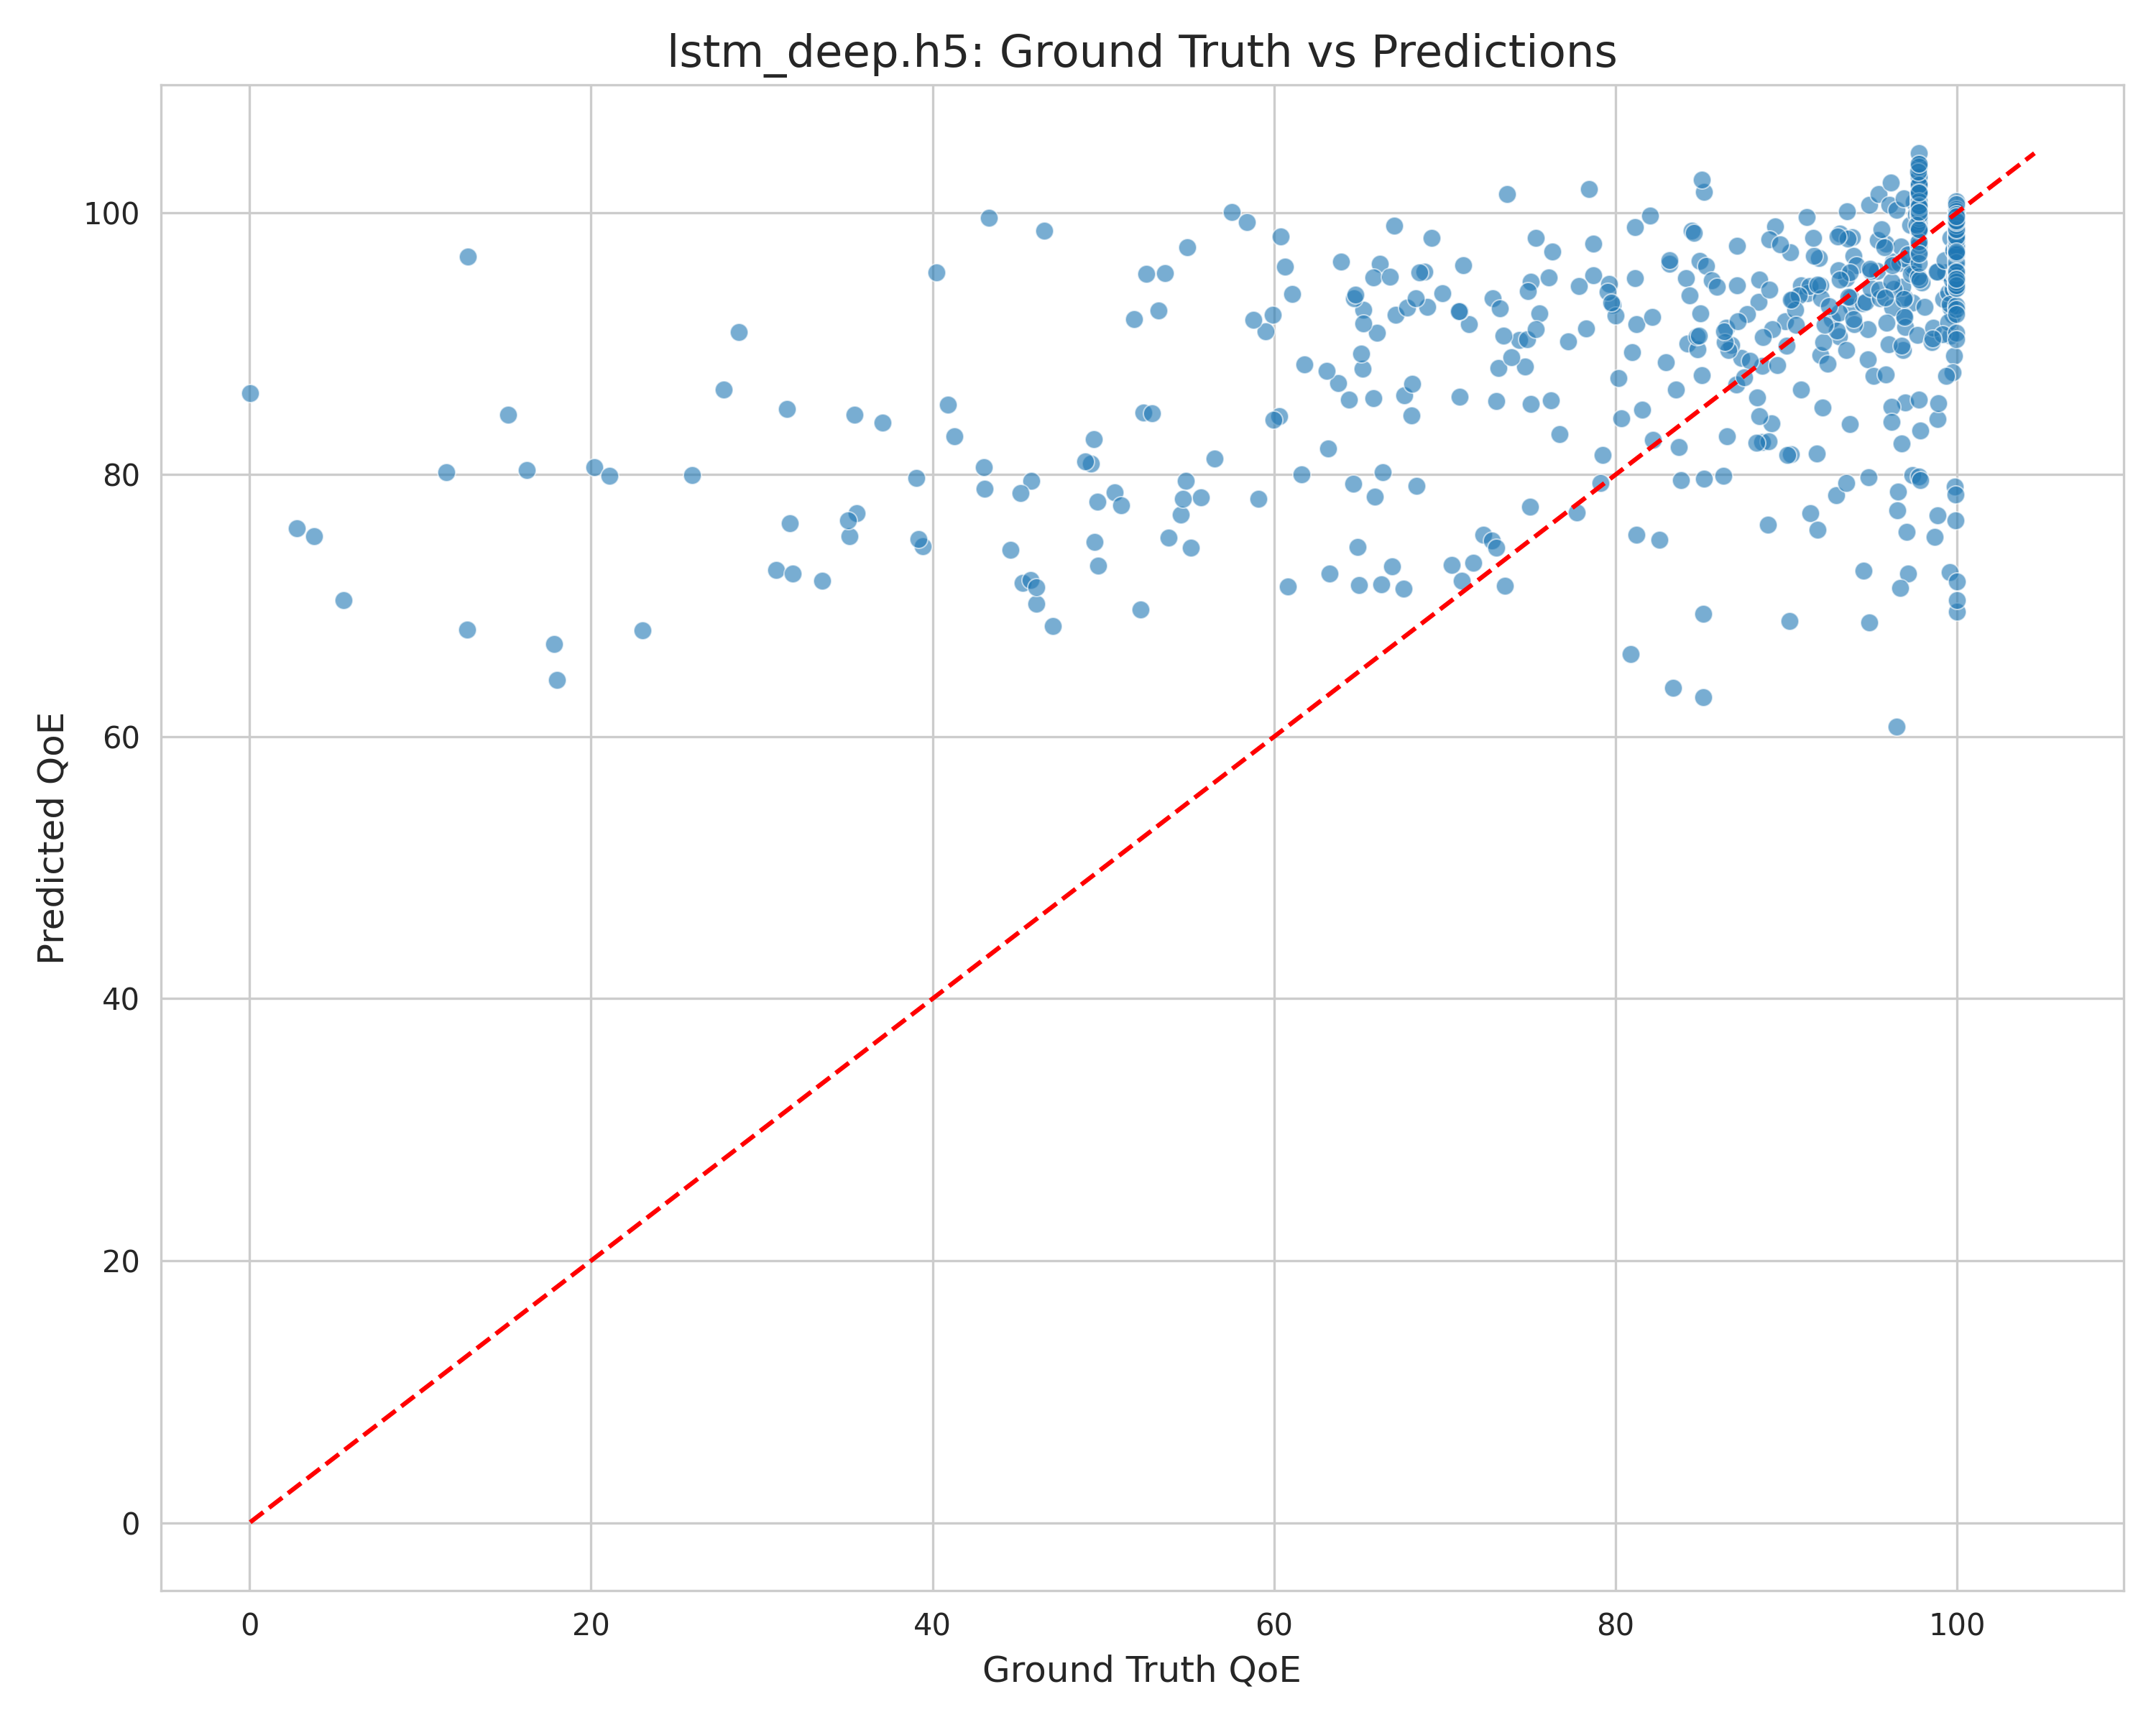 lstm_deep.h5: Ground Truth vs Predictions
Predicted QoE
100
80
60
40
20
0
0 20 40 60 80 100
Ground Truth QoE